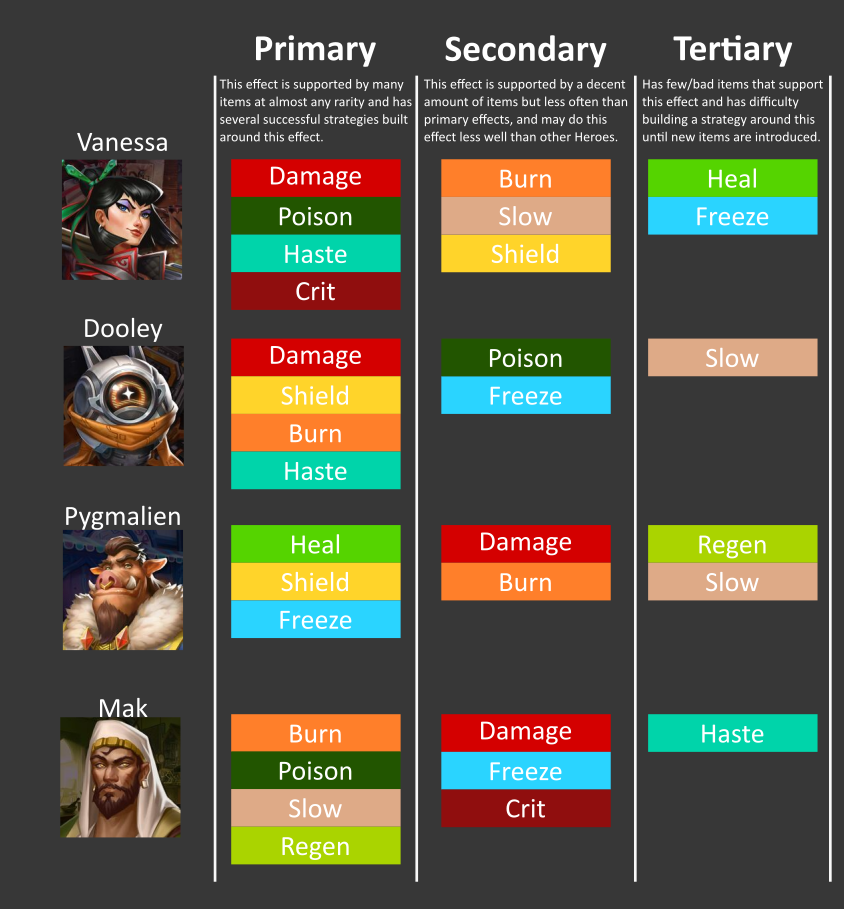 Primary
Secondary
Tertiary
This effect is supported by many
items at almost any rarity and has
several successful strategies built
around this effect.
This effect is supported by a decent
amount of items but less often than
primary effects, and may do this
effect less well than other Heroes.
Has few/bad items that support
this effect and has difficulty
building a strategy around this
until new items are introduced.
Vanessa
Damage
Poison
Haste
Crit
Burn
Slow
Shield
Heal
Freeze
Dooley
Damage
Shield
Burn
Haste
Poison
Freeze
Slow
Pygmalien
Heal
Shield
Freeze
Damage
Burn
Regen
Slow
Mak
Burn
Poison
Slow
Regen
Damage
Freeze
Crit
Haste